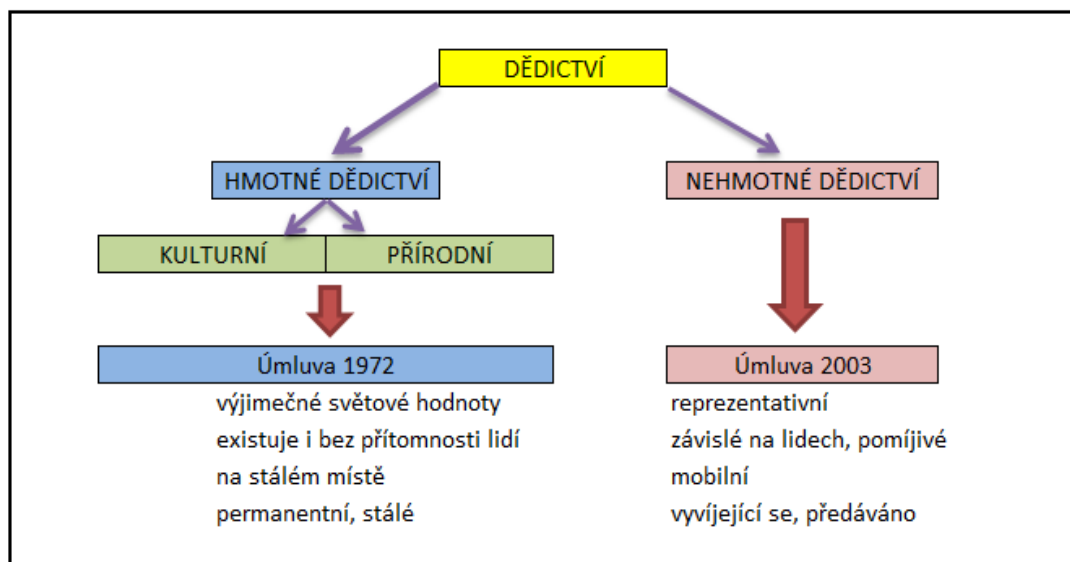 DĚDICTVÍ
HMOTNÉ DĚDICTVÍ
NEHMOTNÉ DĚDICTVÍ
KULTURNÍ
PŘÍRODNÍ
Úmluva 1972
výjimečné světové hodnoty
existuje i bez přítomnosti lidí
na stálém místě
permanentní, stálé
Úmluva 2003
reprezentativní
závislé na lidech, pomíjivé
mobilní
vyvíjející se, předáváno